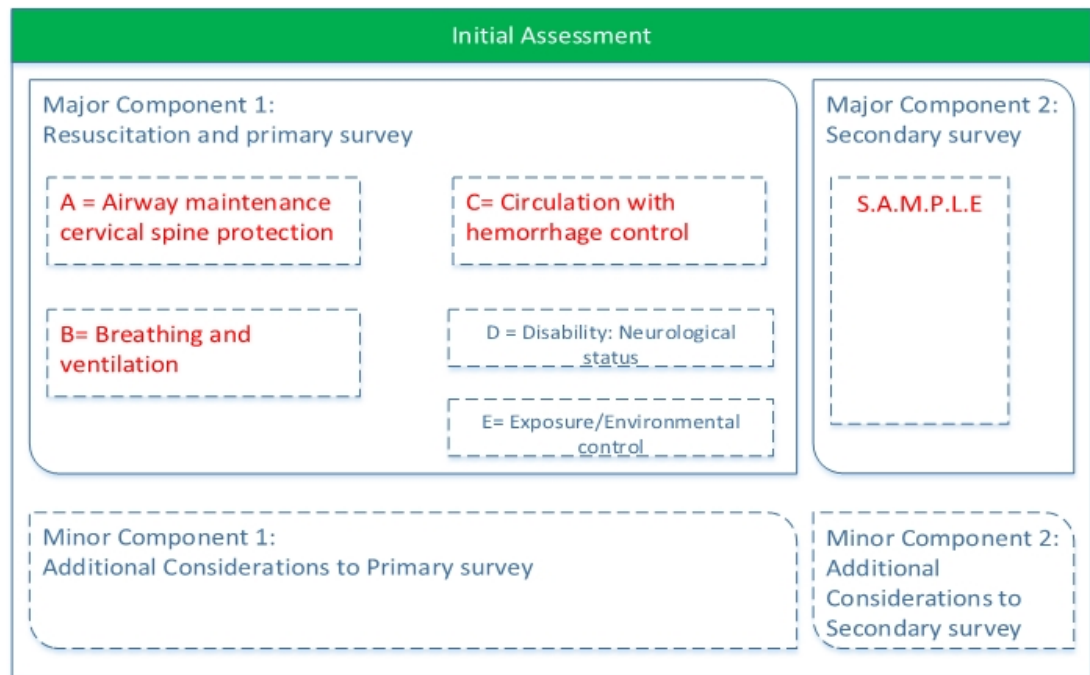 Initial Assessment
Major Component 1:
Resuscitation and primary survey
A = Airway maintenance
cervical spine protection
B= Breathing and
ventilation
C= Circulation with
hemorrhage control
D = Disability: Neurological
status
E= Exposure/Environmental
control
Major Component 2:
Secondary survey
S.A.M.P.L.E
Minor Component 1:
Additional Considerations to Primary survey
Minor Component 2:
Additional
Considerations to
Secondary survey